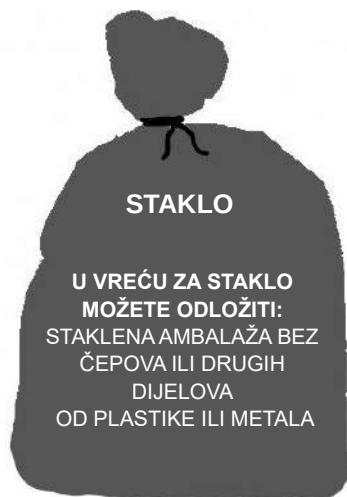 STAKLO
U VREĆU ZA STAKLO
MOŽETE ODLOŽITI:
STAKLENA AMBALAŽA BEZ
ČEPOVA ILI DRUGIH
DIJELOVA
OD PLASTIKE ILI METALA